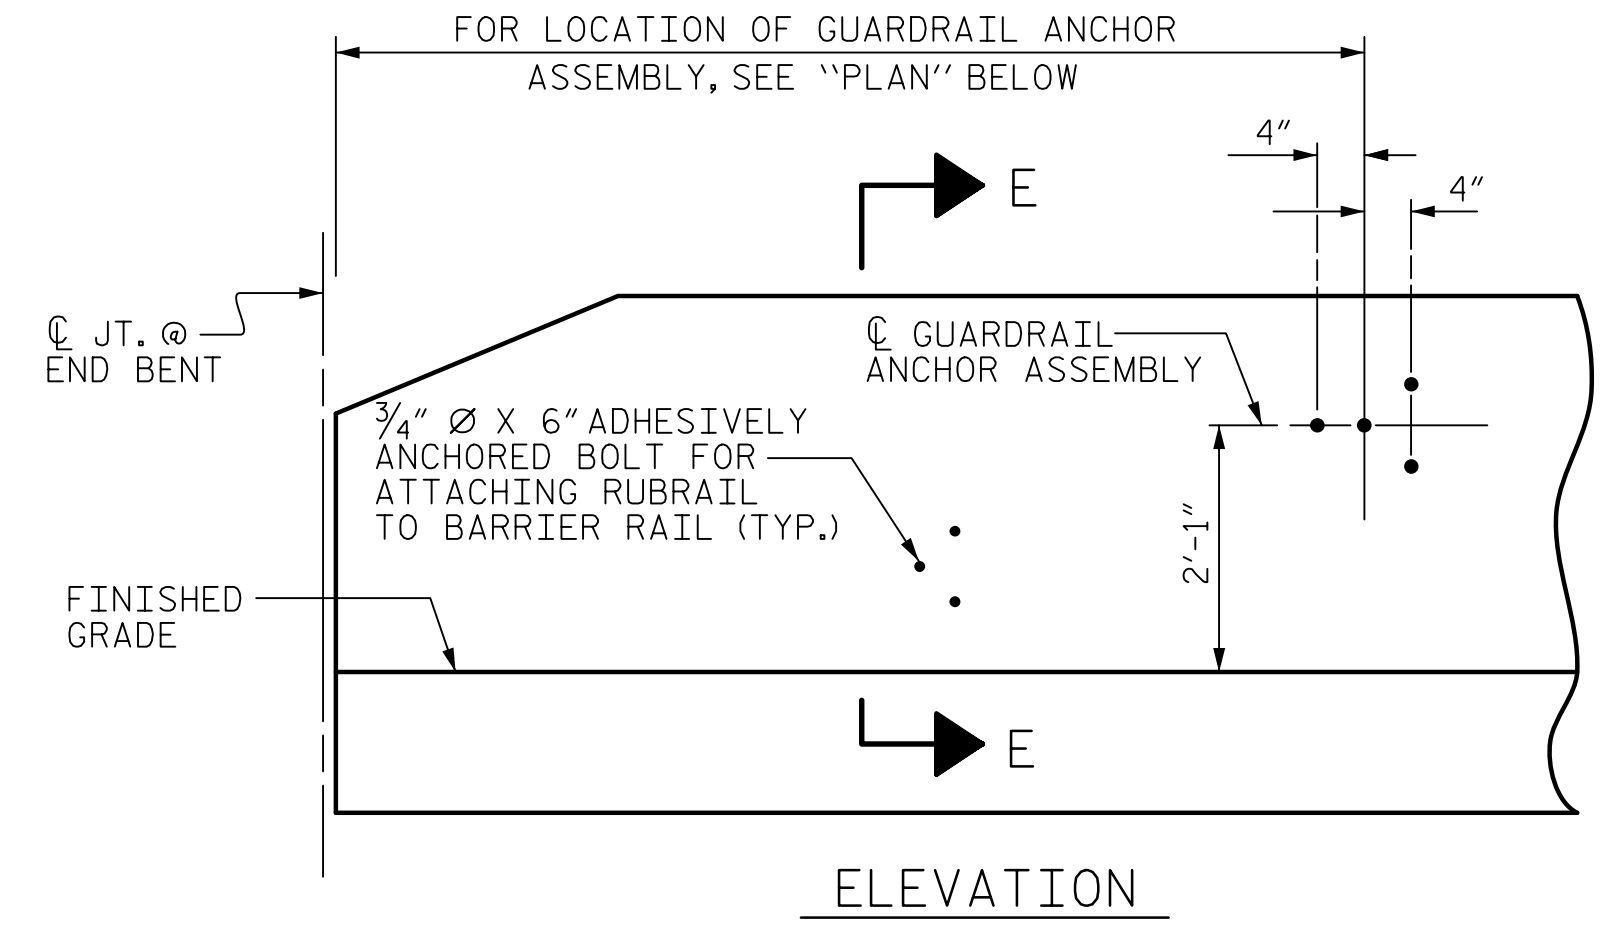 FOR LOCATION OF GUARDRAIL ANCHOR
ASSEMBLY, SEE “PLAN” BELOW
4″
4″
E
℄ JT. @
END BENT
℄ GUARDRAIL
ANCHOR ASSEMBLY
3/4″ Ø X 6″ ADHESIVELY
ANCHORED BOLT FOR
ATTACHING RUBRAIL
TO BARRIER RAIL (TYP.)
2′-1″
FINISHED
GRADE
E
ELEVATION